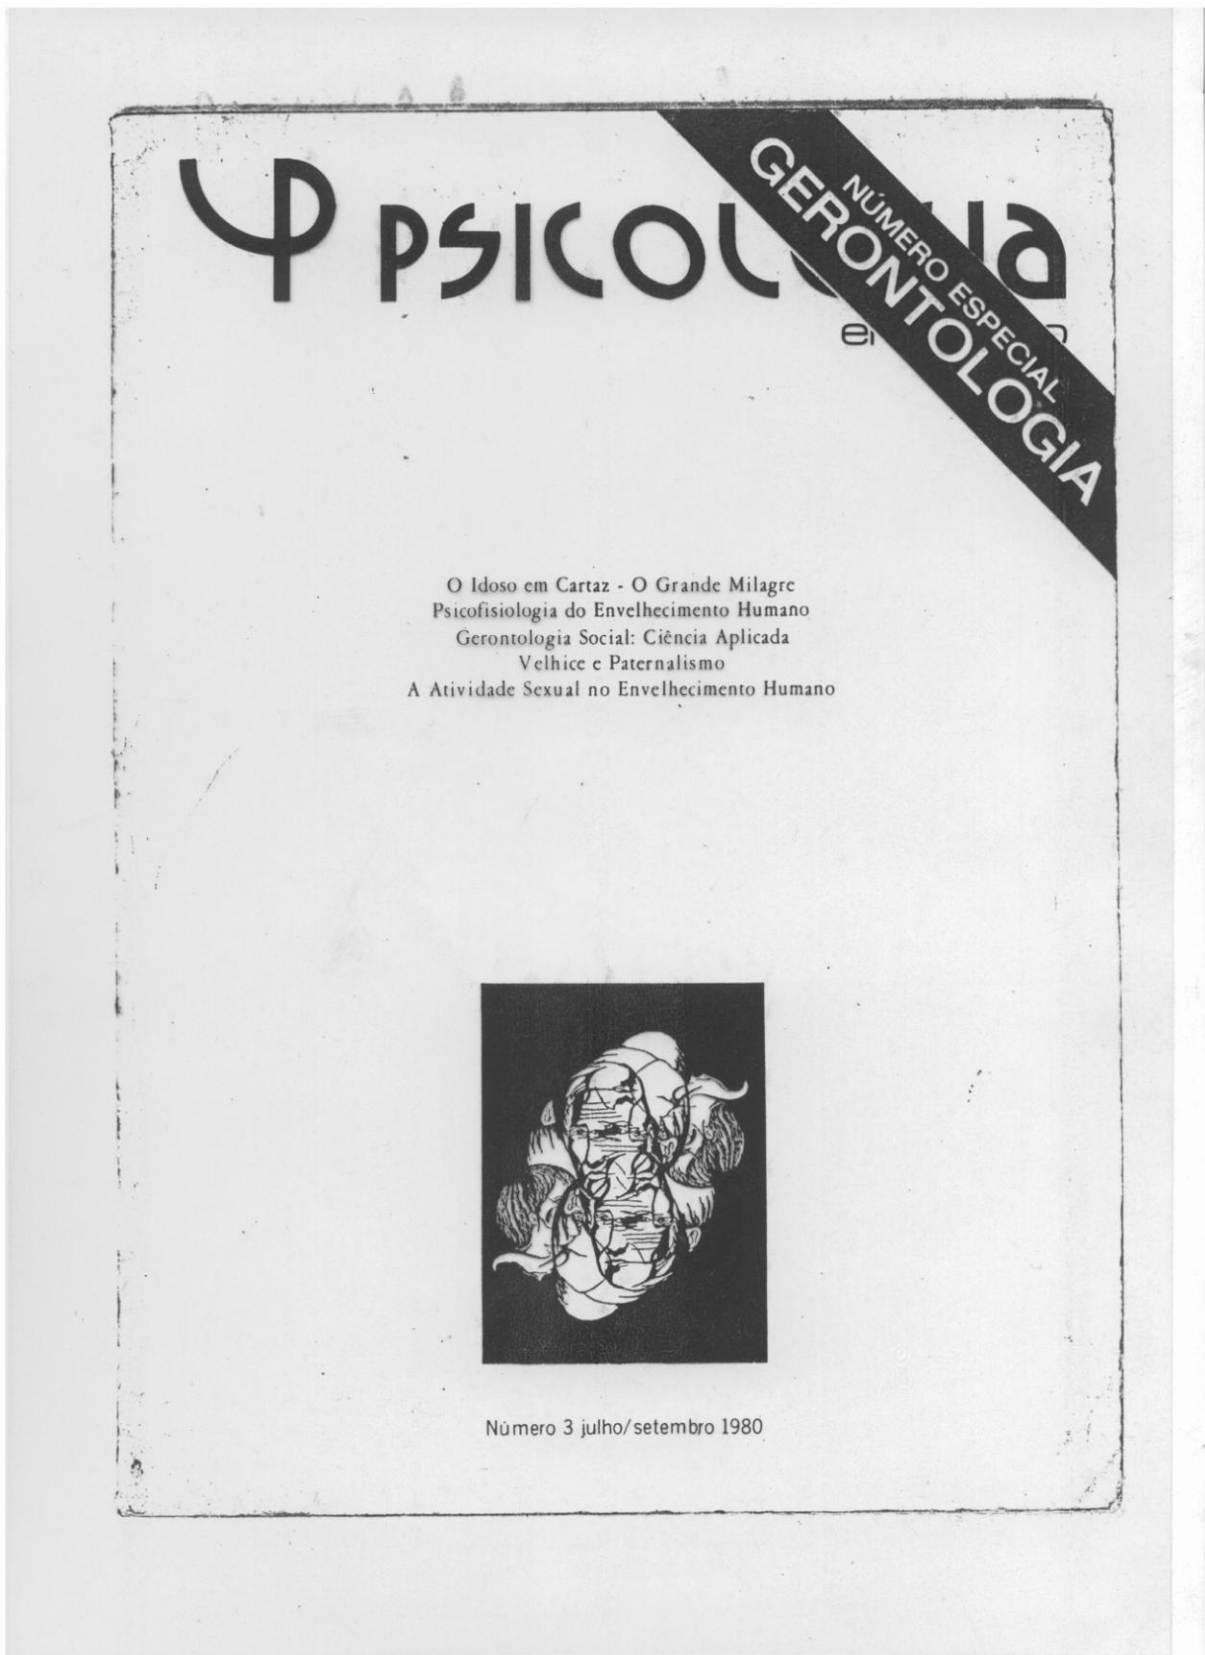 NÚMERO ESPECIAL
GERONTOLOGIA
O Idoso em Cartaz - O Grande Milagre
Psicofisiologia do Envelhecimento Humano
Gerontologia Social: Ciência Aplicada
Velhice e Paternalismo
A Atividade Sexual no Envelhecimento Humano
Número 3 julho/setembro 1980